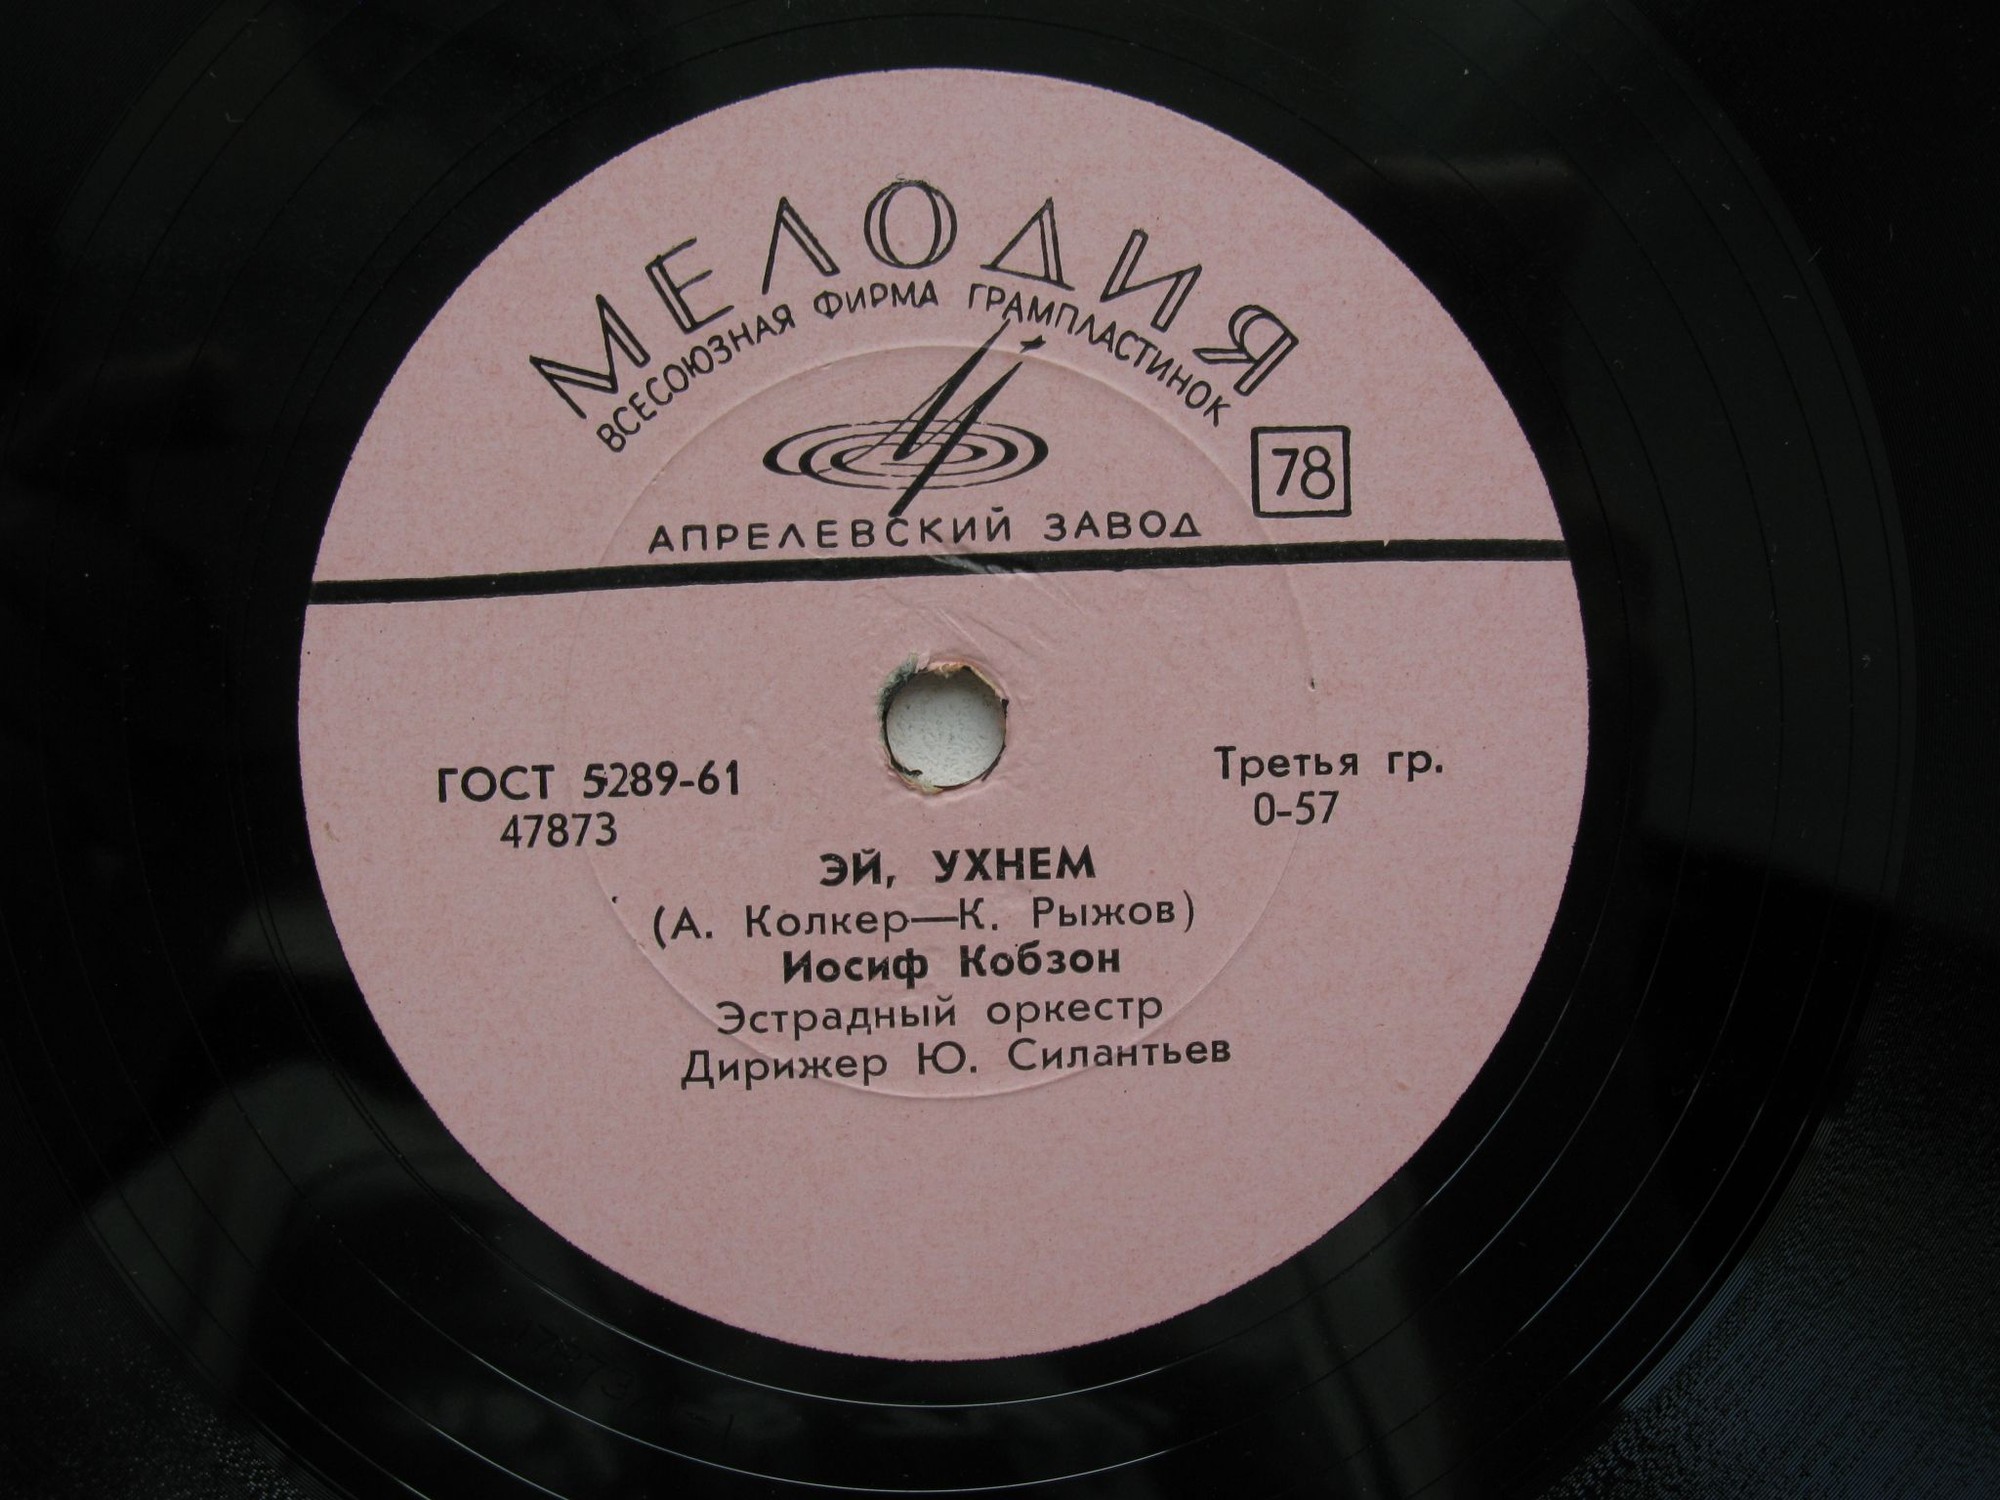 МЕЛОДИЯ
ВСЕСОЮЗНАЯ ФИРМА ГРАМПЛАСТИНОК
78
АПРЕЛЕВСКИЙ ЗАВОД
ГОСТ 5289-61
47873
Третья гр.
0-57
ЭЙ, УХНЕМ
(А. Колкер—К. Рыжов)
Иосиф Кобзон
Эстрадный оркестр
Дирижер Ю. Силантьев